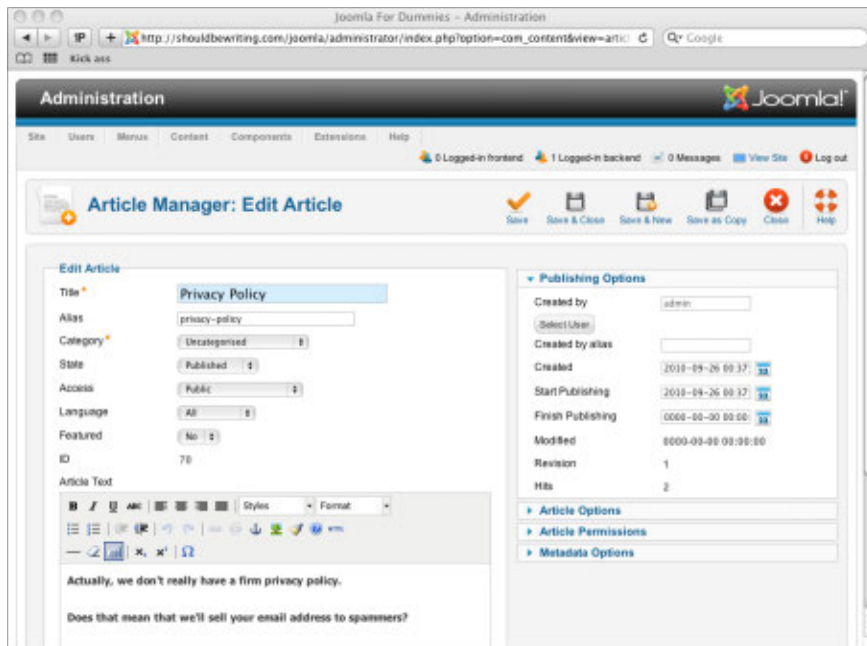 Joomla For Dummies – Administration
http://shouldbewriting.com/joomla/administrator/index.php?option=com_content&view=artic
Google
Kick ass
Administration
Joomla!
Site Users Menus Content Components Extensions Help
0 Logged-in frontend 1 Logged-in backend 0 Messages View Site Log out
Article Manager: Edit Article
Save Save & Close Save & New Save as Copy Close Help
Edit Article
Title *
Privacy Policy
Alias
privacy-policy
Category *
Uncategorised
State
Published
Access
Public
Language
All
Featured
No
ID
70
Article Text
B I U ABC Styles Format
HTML
Actually, we don't really have a firm privacy policy.
Does that mean that we'll sell your email address to spammers?
Publishing Options
Created by
admin
Select User
Created by alias
Created
2010-09-26 00:37:
Start Publishing
2010-09-26 00:37:
Finish Publishing
0000-00-00 00:00:
Modified
0000-00-00 00:00:00
Revision
1
Hits
2
Article Options
Article Permissions
Metadata Options